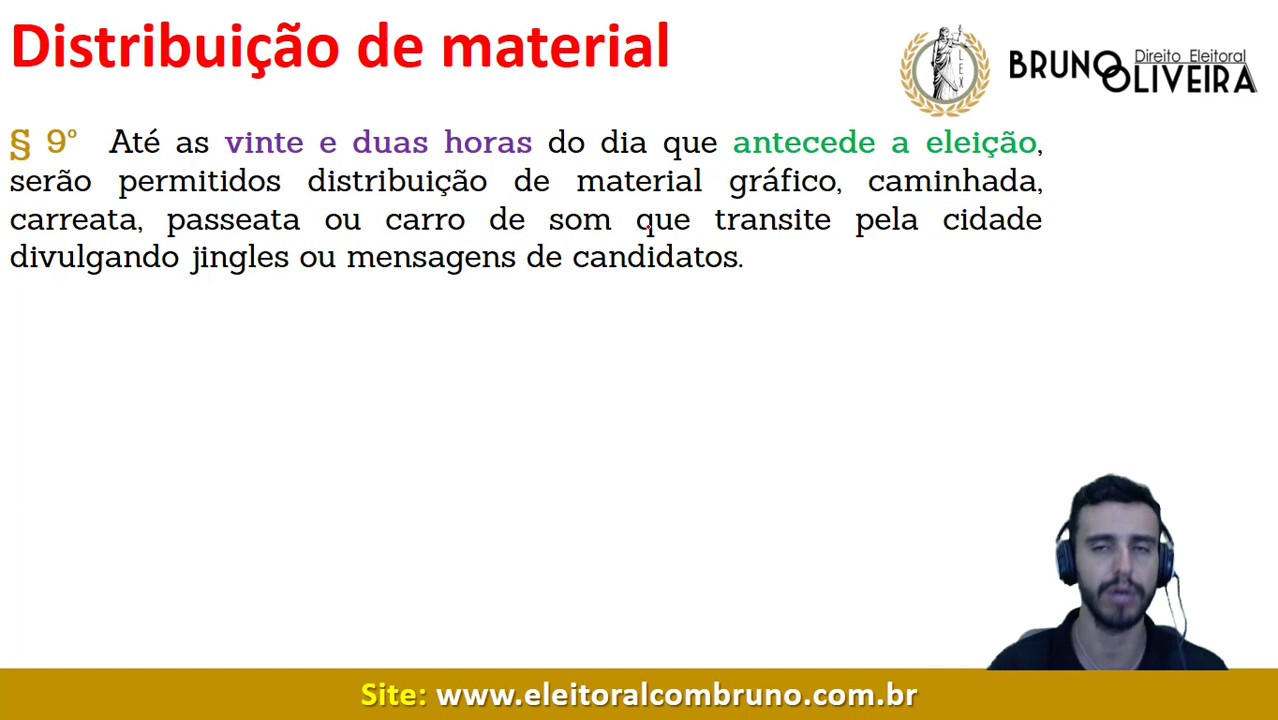 Distribuição de material
LEX
BRUNO Direito Eleitoral
OLIVEIRA
§ 9º Até as vinte e duas horas do dia que antecede a eleição,
serão permitidos distribuição de material gráfico, caminhada,
carreata, passeata ou carro de som que transite pela cidade
divulgando jingles ou mensagens de candidatos.
Site: www.eleitoralcombruno.com.br